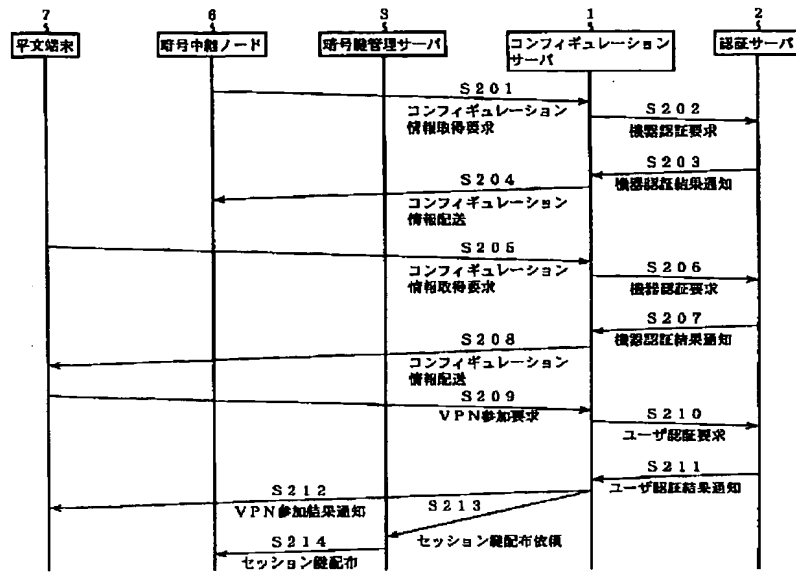 7 6 3 1 2
平文端末 暗号中継ノード 暗号鍵管理サーバ コンフィギュレーション 認証サーバ
サーバ
S201
コンフィギュレーション
情報取得要求
S202
機器認証要求
S203
機器認証結果通知
S204
コンフィギュレーション
情報配送
S205
コンフィギュレーション
情報取得要求
S206
機器認証要求
S207
機器認証結果通知
S208
コンフィギュレーション
情報配送
S209
VPN参加要求
S210
ユーザ認証要求
S211
ユーザ認証結果通知
S212
VPN参加結果通知
S213
セッション鍵配布依頼
S214
セッション鍵配布